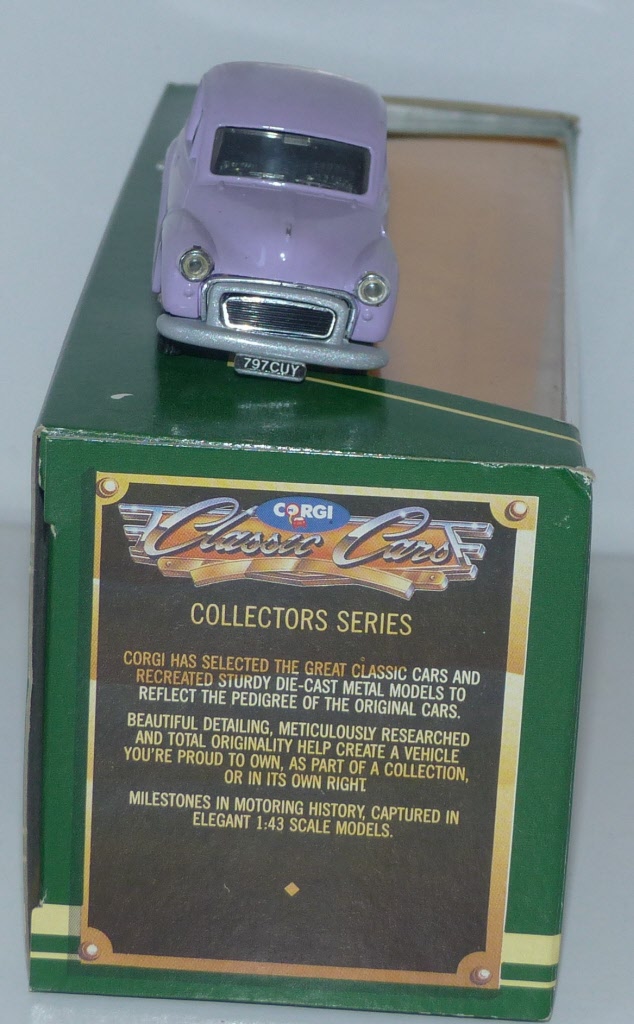 797CUY
CORGI
Classic Cars
COLLECTORS SERIES
CORGI HAS SELECTED THE GREAT CLASSIC CARS AND
RECREATED STURDY DIE-CAST METAL MODELS TO
REFLECT THE PEDIGREE OF THE ORIGINAL CARS.
BEAUTIFUL DETAILING, METICULOUSLY RESEARCHED
AND TOTAL ORIGINALITY HELP CREATE A VEHICLE
YOU'RE PROUD TO OWN, AS PART OF A COLLECTION,
OR IN ITS OWN RIGHT.
MILESTONES IN MOTORING HISTORY, CAPTURED IN
ELEGANT 1:43 SCALE MODELS.